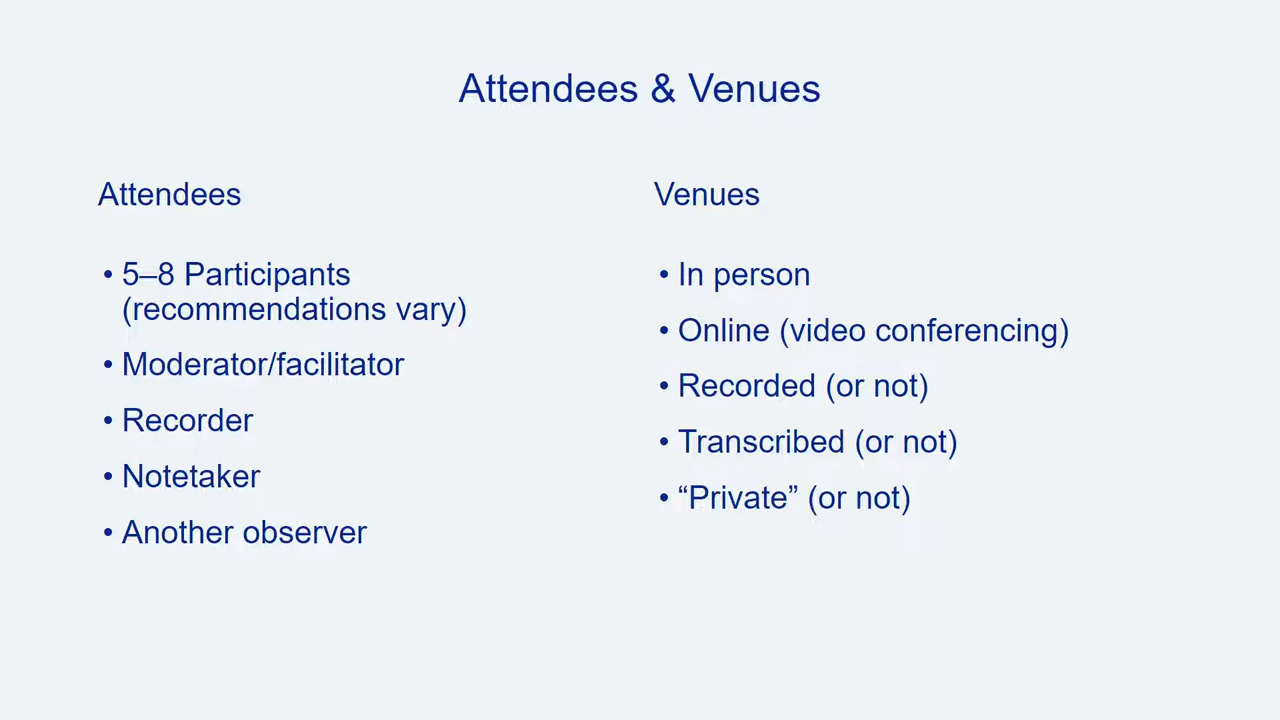 Attendees & Venues
Attendees
• 5–8 Participants
(recommendations vary)
• Moderator/facilitator
• Recorder
• Notetaker
• Another observer
Venues
• In person
• Online (video conferencing)
• Recorded (or not)
• Transcribed (or not)
• “Private” (or not)